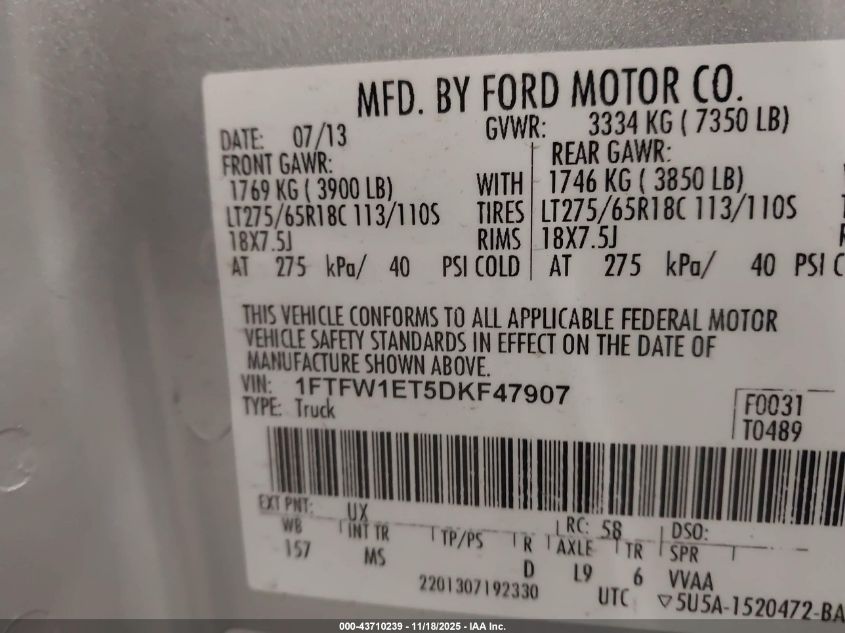 MFD. BY FORD MOTOR CO.
DATE: 07/13 GVWR: 3334 KG ( 7350 LB)
FRONT GAWR: REAR GAWR:
1769 KG ( 3900 LB) WITH 1746 KG ( 3850 LB)
LT275/65R18C 113/110S TIRES LT275/65R18C 113/110S
18X7.5J RIMS 18X7.5J
AT 275 kPa/ 40 PSI COLD AT 275 kPa/ 40 PSI C
THIS VEHICLE CONFORMS TO ALL APPLICABLE FEDERAL MOTOR
VEHICLE SAFETY STANDARDS IN EFFECT ON THE DATE OF
MANUFACTURE SHOWN ABOVE.
VIN: 1FTFW1ET5DKF47907
TYPE: Truck
F0031
T0489
EXT PNT: UX RC: 58 DSO:
WB INT TR TP/PS R AXLE TR SPR
157 MS D L9 6 VVAA
2201307192330 UTC ▽5U5A-1520472-BA
000-43710239 — 11/18/2025 — IAA Inc.